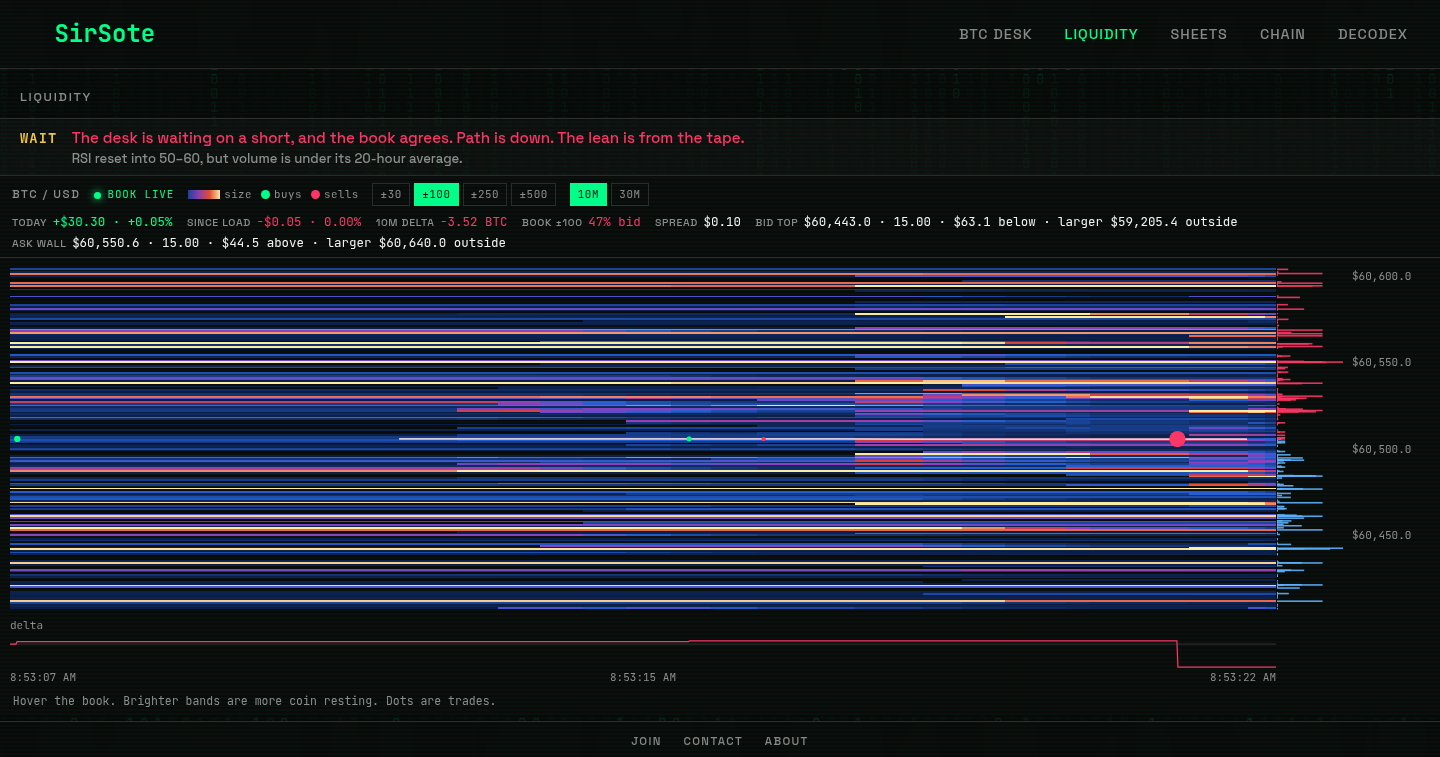 SirSote
BTC DESK LIQUIDITY SHEETS CHAIN DECODEX
LIQUIDITY
WAIT The desk is waiting on a short, and the book agrees. Path is down. The lean is from the tape.
RSI reset into 50–60, but volume is under its 20-hour average.
BTC / USD BOOK LIVE size buys sells ±30 ±100 ±250 ±500 10M 30M
TODAY +$30.30 · +0.05% SINCE LOAD -$0.05 · 0.00% 10M DELTA -3.52 BTC BOOK ±100 47% bid SPREAD $0.10 BID TOP $60,443.0 · 15.00 · $63.1 below · larger $59,205.4 outside
ASK WALL $60,550.6 · 15.00 · $44.5 above · larger $60,640.0 outside
$60,600.0
$60,550.0
$60,500.0
$60,450.0
delta
8:53:07 AM 8:53:15 AM 8:53:22 AM
Hover the book. Brighter bands are more coin resting. Dots are trades.
JOIN CONTACT ABOUT